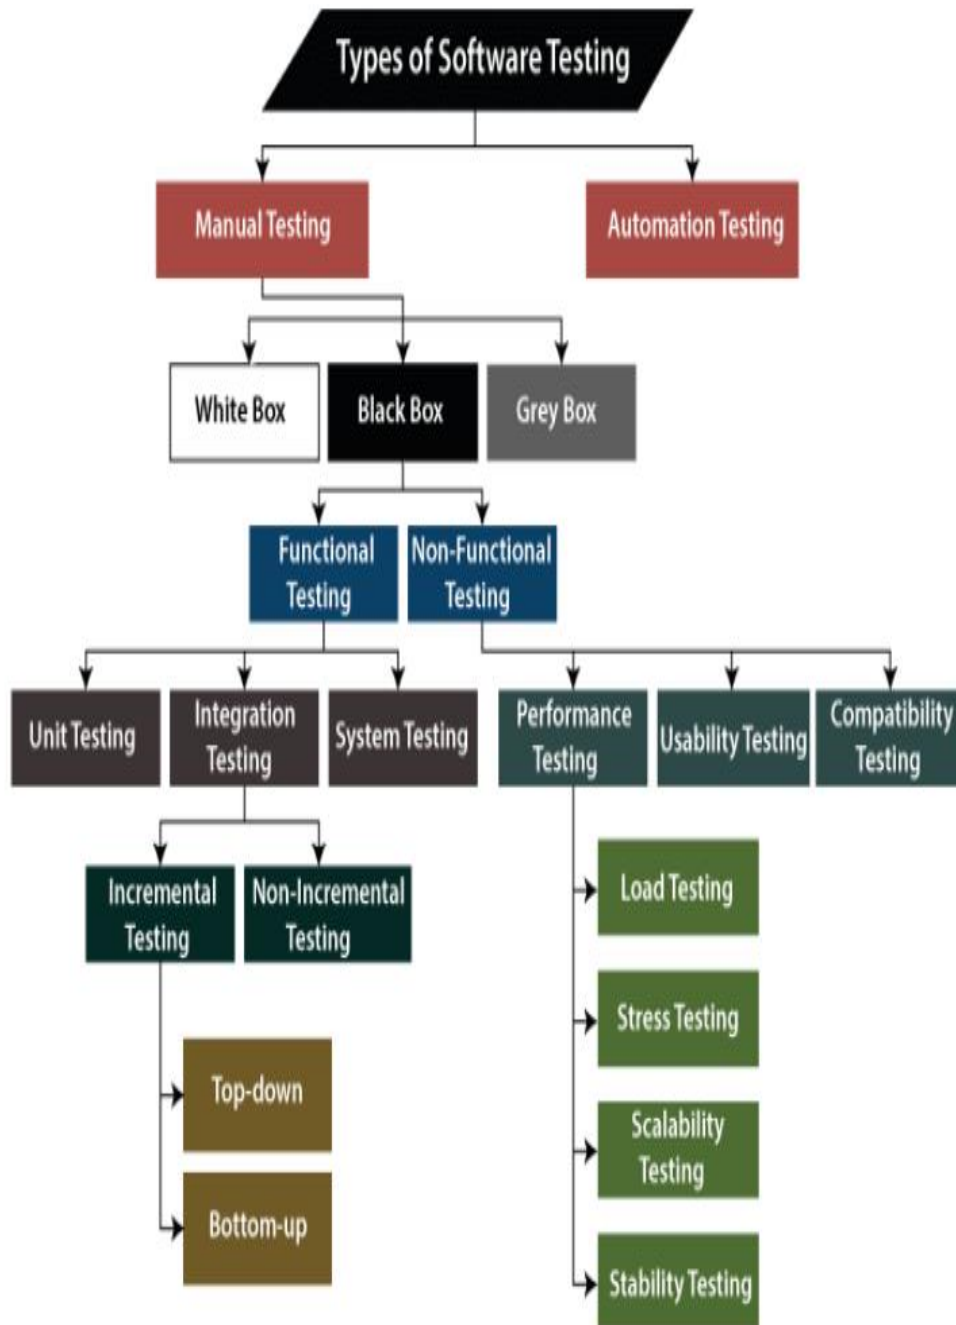 Types of Software Testing
Manual Testing
Automation Testing
White Box
Black Box
Grey Box
Functional
Testing
Non-Functional
Testing
Unit Testing
Integration
Testing
System Testing
Performance
Testing
Usability Testing
Compatibility
Testing
Incremental
Testing
Non-Incremental
Testing
Load Testing
Stress Testing
Top-down
Scalability
Testing
Bottom-up
Stability Testing